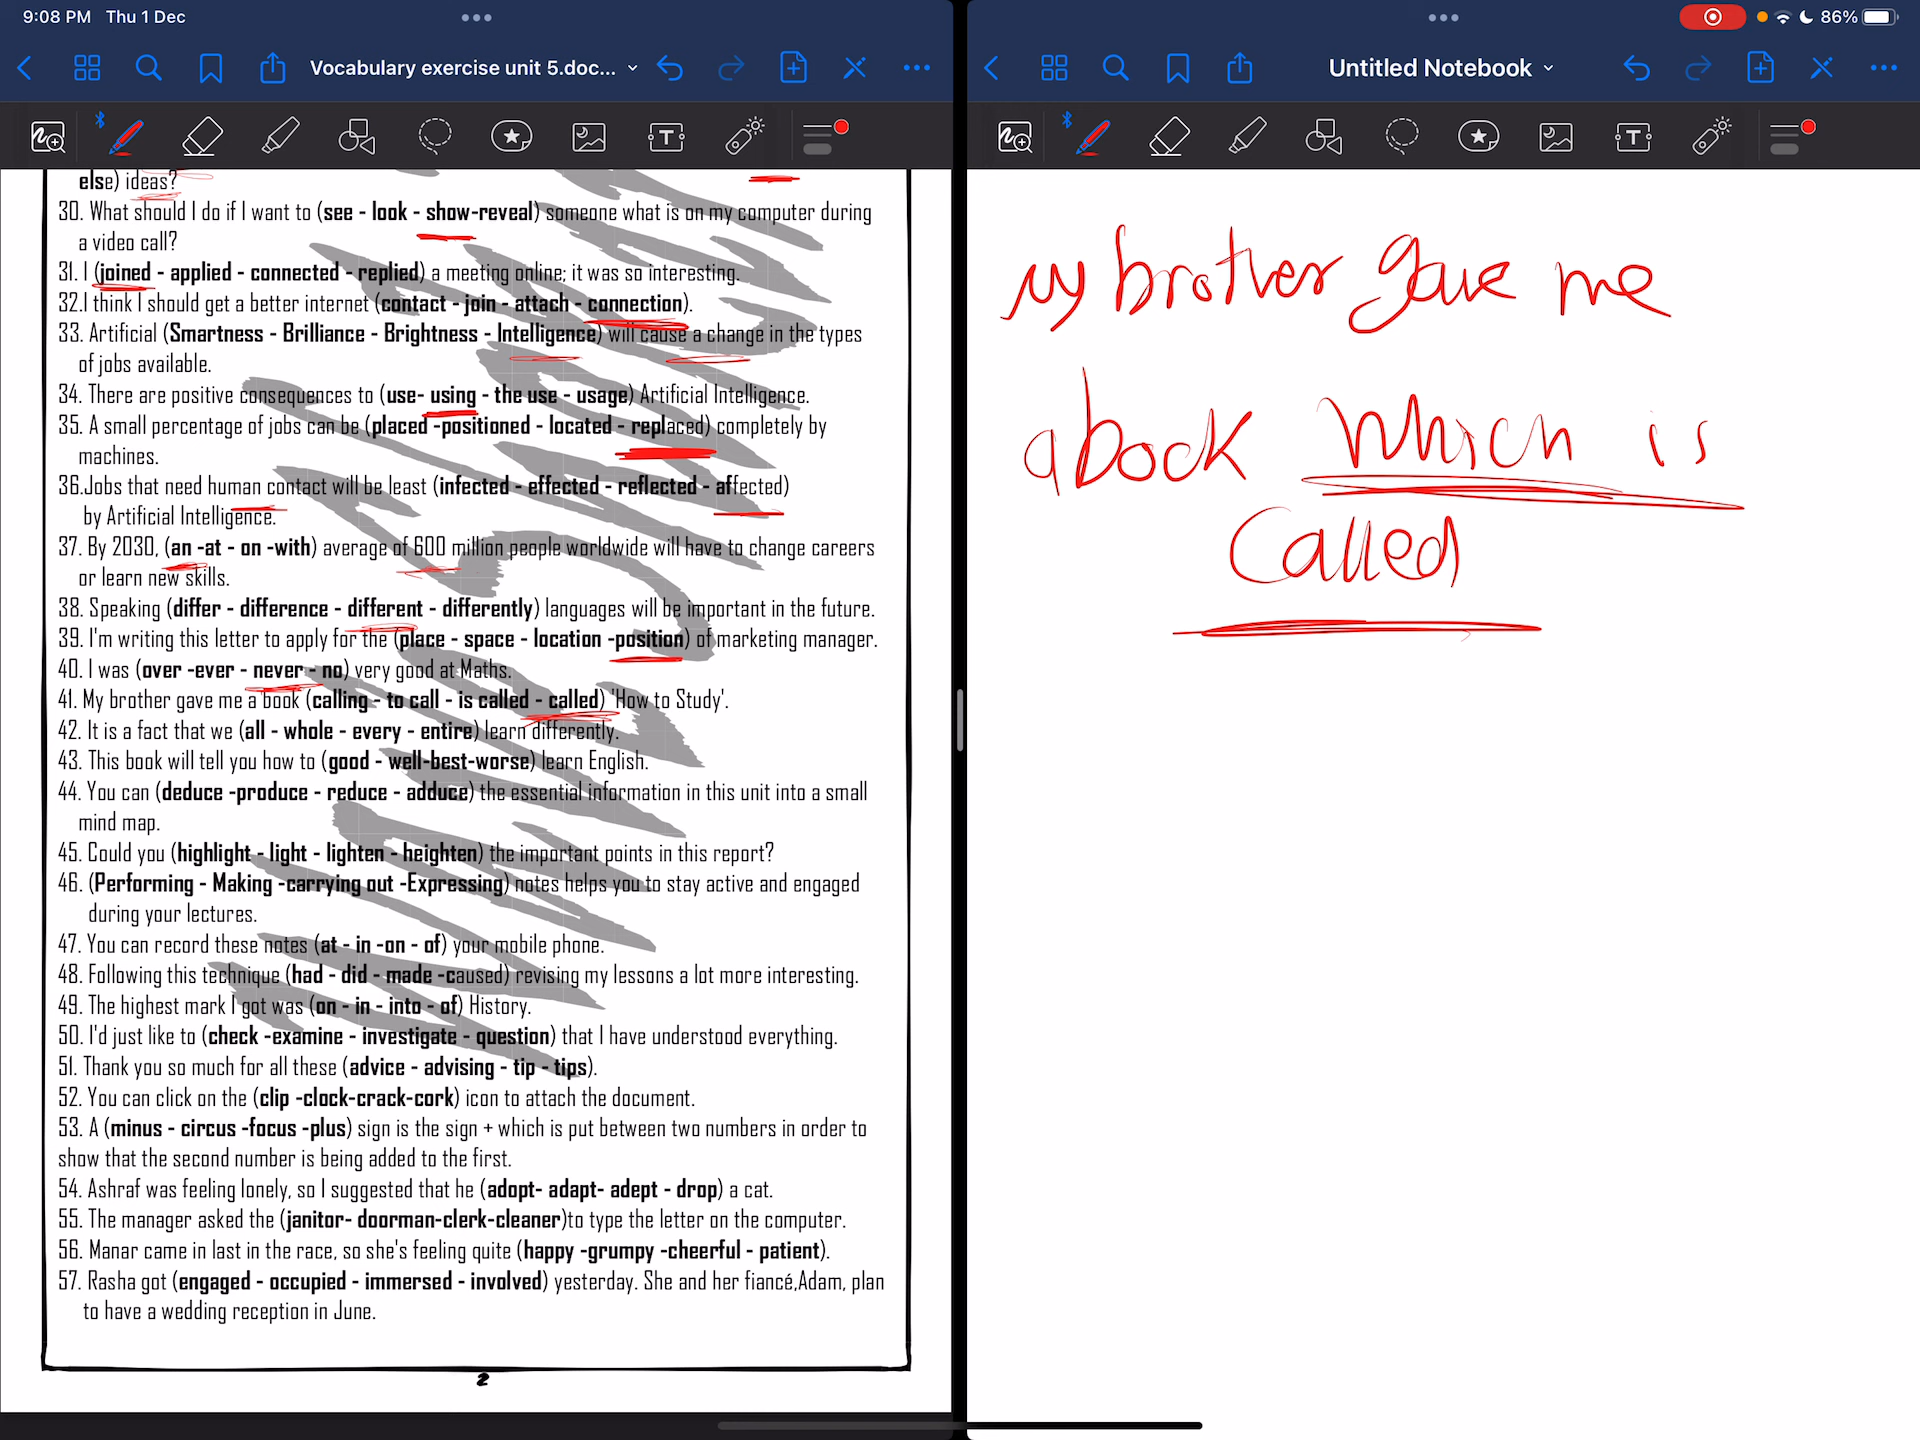 9:08 PM Thu 1 Dec
86%
Vocabulary exercise unit 5.doc...
Untitled Notebook
else) ideas?
30. What should I do if I want to (see - look - show-reveal) someone what is on my computer during
a video call?
31. I (joined - applied - connected - replied) a meeting online; it was so interesting.
32.I think I should get a better internet (contact - join - attach - connection).
33. Artificial (Smartness - Brilliance - Brightness - Intelligence) will cause a change in the types
of jobs available.
34. There are positive consequences to (use- using - the use - usage) Artificial Intelligence.
35. A small percentage of jobs can be (placed -positioned - located - replaced) completely by
machines.
36.Jobs that need human contact will be least (infected - effected - reflected - affected)
by Artificial Intelligence.
37. By 2030, (an -at - on -with) average of 600 million people worldwide will have to change careers
or learn new skills.
38. Speaking (differ - difference - different - differently) languages will be important in the future.
39. I'm writing this letter to apply for the (place - space - location -position) of marketing manager.
40. I was (over -ever - never - no) very good at Maths.
41. My brother gave me a book (calling - to call - is called - called) 'How to Study'.
42. It is a fact that we (all - whole - every - entire) learn differently.
43. This book will tell you how to (good - well-best-worse) learn English.
44. You can (deduce -produce - reduce - adduce) the essential information in this unit into a small
mind map.
45. Could you (highlight - light - lighten - heighten) the important points in this report?
46. (Performing - Making -carrying out -Expressing) notes helps you to stay active and engaged
during your lectures.
47. You can record these notes (at - in -on - of) your mobile phone.
48. Following this technique (had - did - made -caused) revising my lessons a lot more interesting.
49. The highest mark I got was (on - in - into - of) History.
50. I'd just like to (check -examine - investigate - question) that I have understood everything.
51. Thank you so much for all these (advice - advising - tip - tips).
52. You can click on the (clip -clock-crack-cork) icon to attach the document.
53. A (minus - circus -focus -plus) sign is the sign + which is put between two numbers in order to
show that the second number is being added to the first.
54. Ashraf was feeling lonely, so I suggested that he (adopt- adapt- adept - drop) a cat.
55. The manager asked the (janitor- doorman-clerk-cleaner)to type the letter on the computer.
56. Manar came in last in the race, so she's feeling quite (happy -grumpy -cheerful - patient).
57. Rasha got (engaged - occupied - immersed - involved) yesterday. She and her fiancé,Adam, plan
to have a wedding reception in June.
2
my brother gave me
a book which is
called